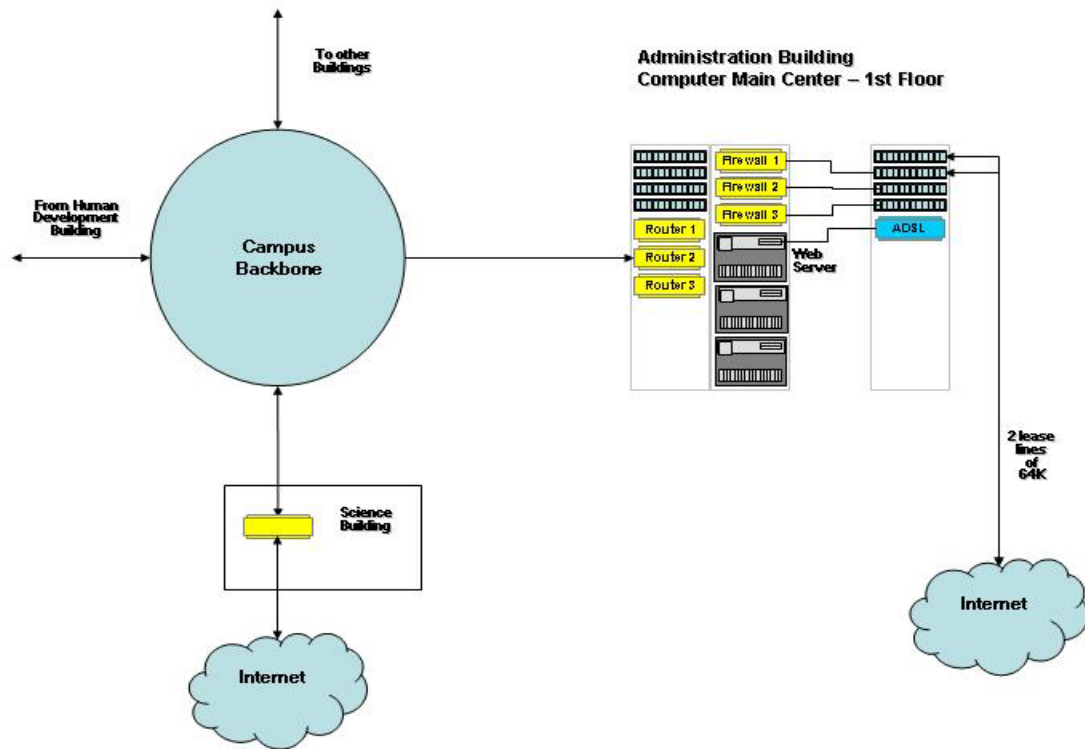 To other
Buildings
Administration Building
Computer Main Center – 1st Floor
Firewall 1
Firewall 2
Firewall 3
Router 1
Router 2
Router 3
ADSL
Web
Server
From Human
Development
Building
Campus
Backbone
2 lease
lines
of
64K
Science
Building
Internet
Internet